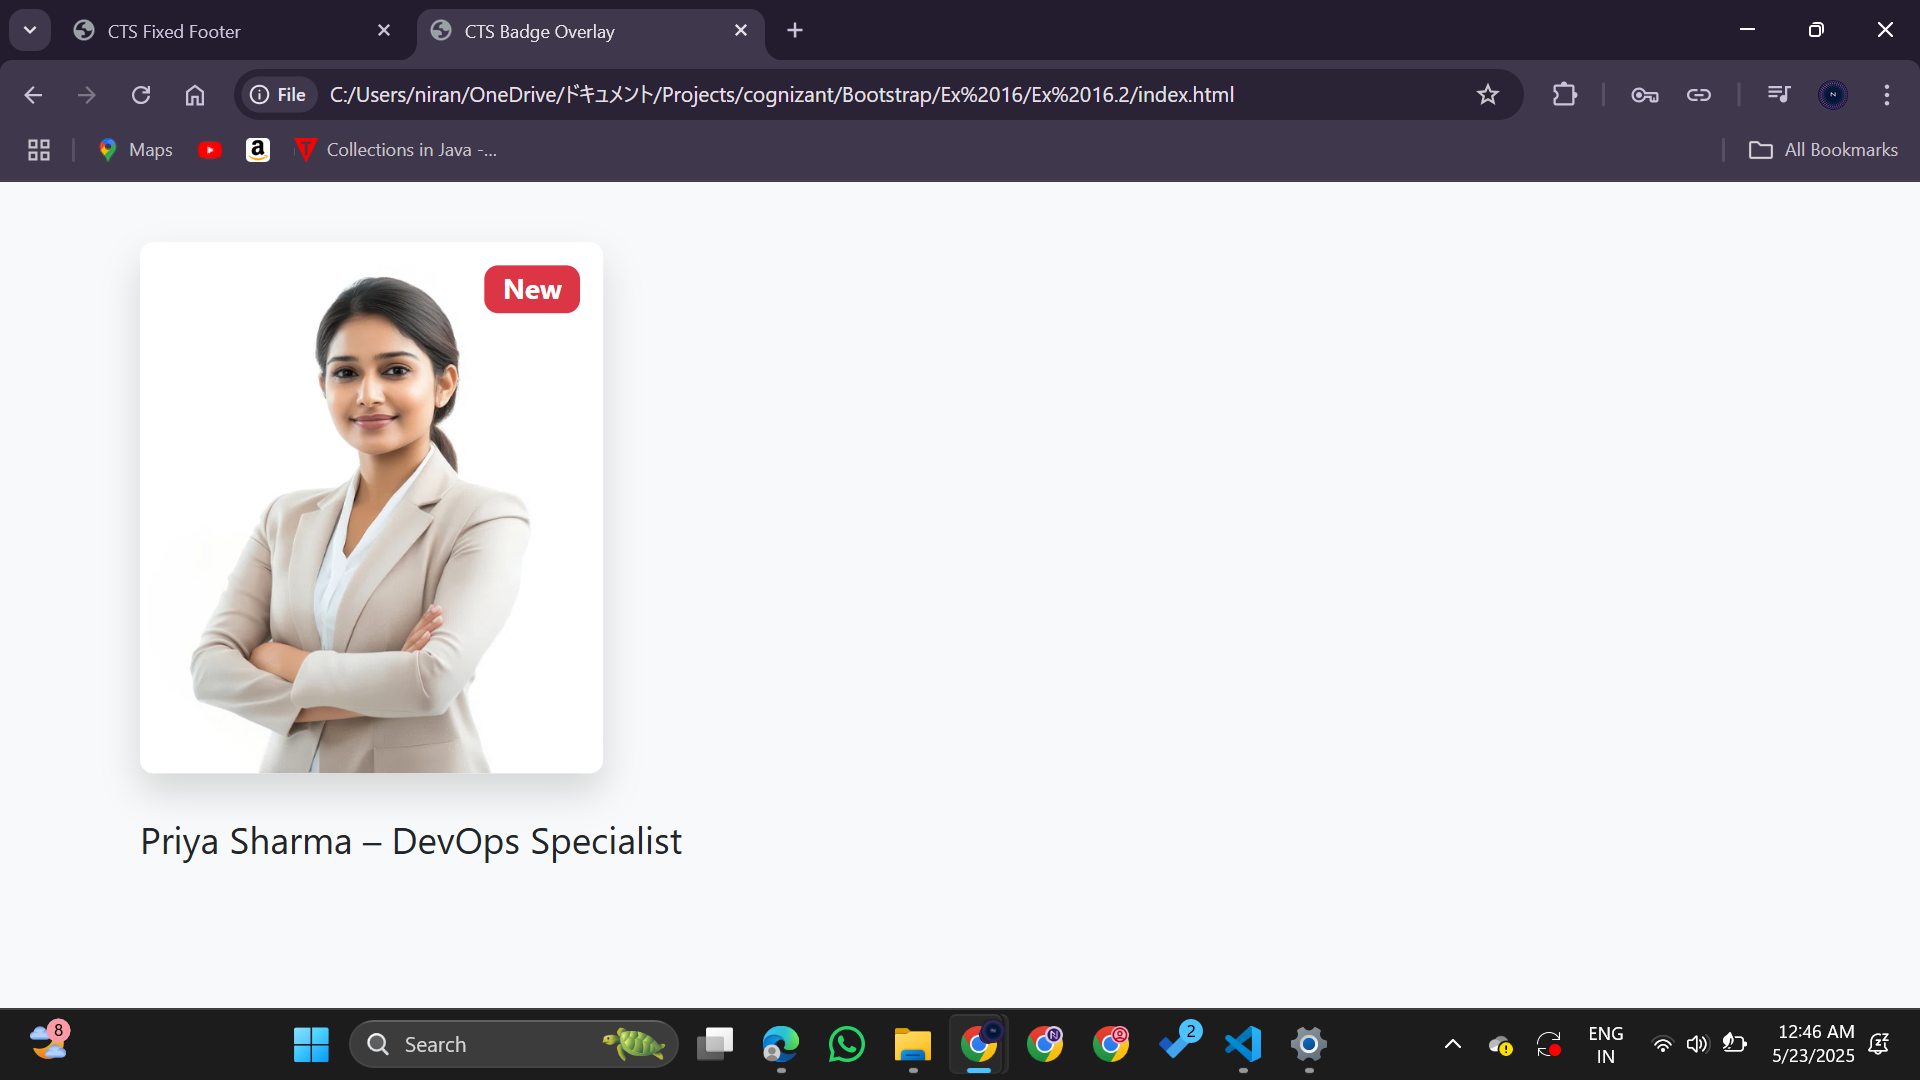 CTS Fixed Footer
CTS Badge Overlay
File
C:/Users/niran/OneDrive/ドキュメント/Projects/cognizant/Bootstrap/Ex%2016/Ex%2016.2/index.html
Maps
Collections in Java -...
All Bookmarks
New
Priya Sharma – DevOps Specialist
8
Search
2
ENG
IN
12:46 AM
5/23/2025